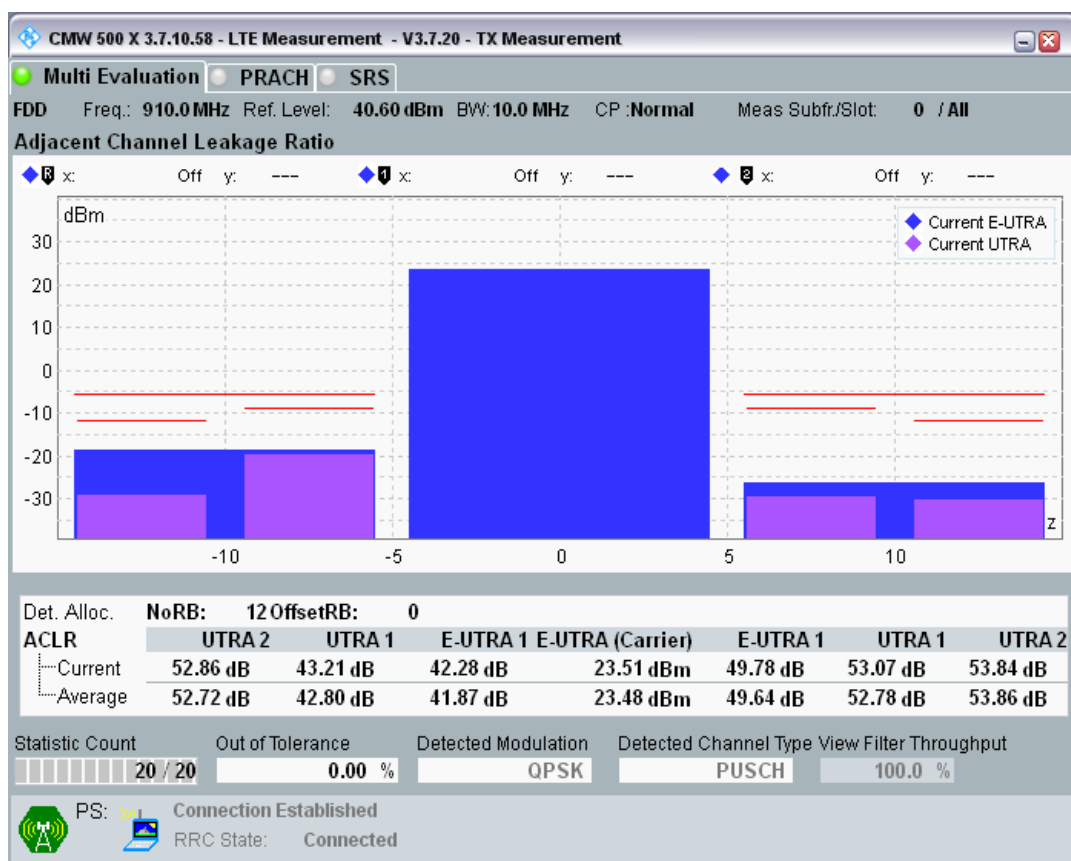 CMW 500 X 3.7.10.58 - LTE Measurement - V3.7.20 - TX Measurement
Multi Evaluation PRACH SRS
FDD Freq.: 910.0 MHz Ref. Level: 40.60 dBm BW: 10.0 MHz CP :Normal Meas Subfr./Slot: 0 / All
Adjacent Channel Leakage Ratio
R x: Off y: --- 1 x: Off y: --- 2 x: Off y: ---
dBm
Current E-UTRA
Current UTRA
30
20
10
0
-10
-20
-30
z
-10 -5 0 5 10
Det. Alloc. NoRB: 12 OffsetRB: 0
ACLR UTRA 2 UTRA 1 E-UTRA 1 E-UTRA (Carrier) E-UTRA 1 UTRA 1 UTRA 2
Current 52.86 dB 43.21 dB 42.28 dB 23.51 dBm 49.78 dB 53.07 dB 53.84 dB
Average 52.72 dB 42.80 dB 41.87 dB 23.48 dBm 49.64 dB 52.78 dB 53.86 dB
Statistic Count Out of Tolerance Detected Modulation Detected Channel Type View Filter Throughput
20 / 20 0.00 % QPSK PUSCH 100.0 %
PS: Connection Established
RRC State: Connected